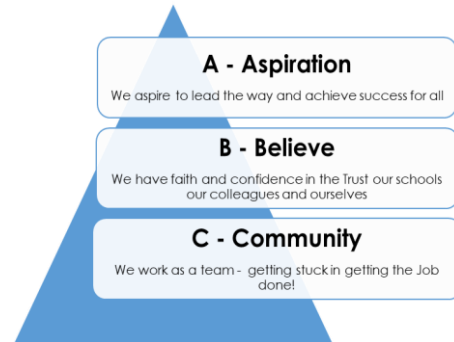 A - Aspiration
We aspire to lead the way and achieve success for all
B - Believe
We have faith and confidence in the Trust our schools
our colleagues and ourselves
C - Community
We work as a team - getting stuck in getting the Job
done!